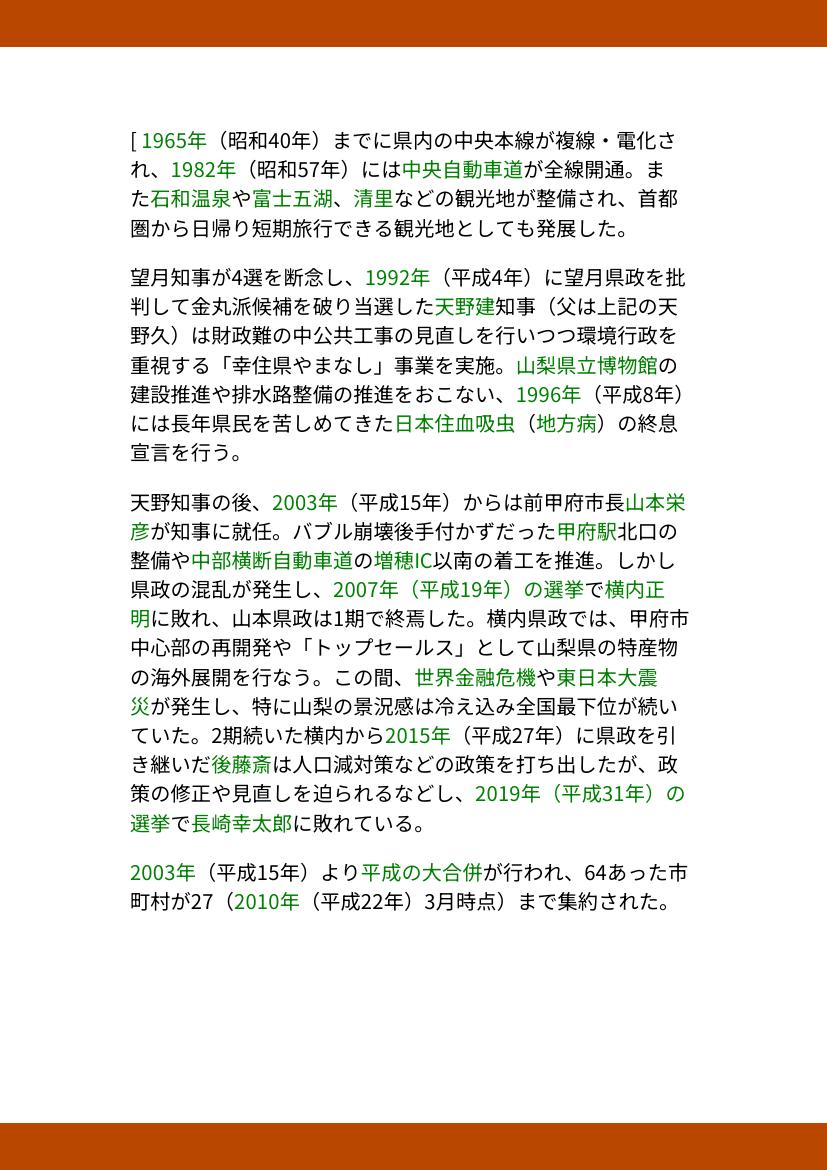 [ 1965年（昭和40年）までに県内の中央本線が複線・電化さ
れ、1982年（昭和57年）には中央自動車道が全線開通。ま
た石和温泉や富士五湖、清里などの観光地が整備され、首都
圏から日帰り短期旅行できる観光地としても発展した。
望月知事が4選を断念し、1992年（平成4年）に望月県政を批
判して金丸派候補を破り当選した天野建知事（父は上記の天
野久）は財政難の中公共工事の見直しを行いつつ環境行政を
重視する「幸住県やまなし」事業を実施。山梨県立博物館の
建設推進や排水路整備の推進をおこない、1996年（平成8年）
には長年県民を苦しめてきた日本住血吸虫（地方病）の終息
宣言を行う。
天野知事の後、2003年（平成15年）からは前甲府市長山本栄
彦が知事に就任。バブル崩壊後手付かずだった甲府駅北口の
整備や中部横断自動車道の増穂IC以南の着工を推進。しかし
県政の混乱が発生し、2007年（平成19年）の選挙で横内正
明に敗れ、山本県政は1期で終焉した。横内県政では、甲府市
中心部の再開発や「トップセールス」として山梨県の特産物
の海外展開を行なう。この間、世界金融危機や東日本大震
災が発生し、特に山梨の景況感は冷え込み全国最下位が続い
ていた。2期続いた横内から2015年（平成27年）に県政を引
き継いだ後藤斎は人口減対策などの政策を打ち出したが、政
策の修正や見直しを迫られるなどし、2019年（平成31年）の
選挙で長崎幸太郎に敗れている。
2003年（平成15年）より平成の大合併が行われ、64あった市
町村が27（2010年（平成22年）3月時点）まで集約された。